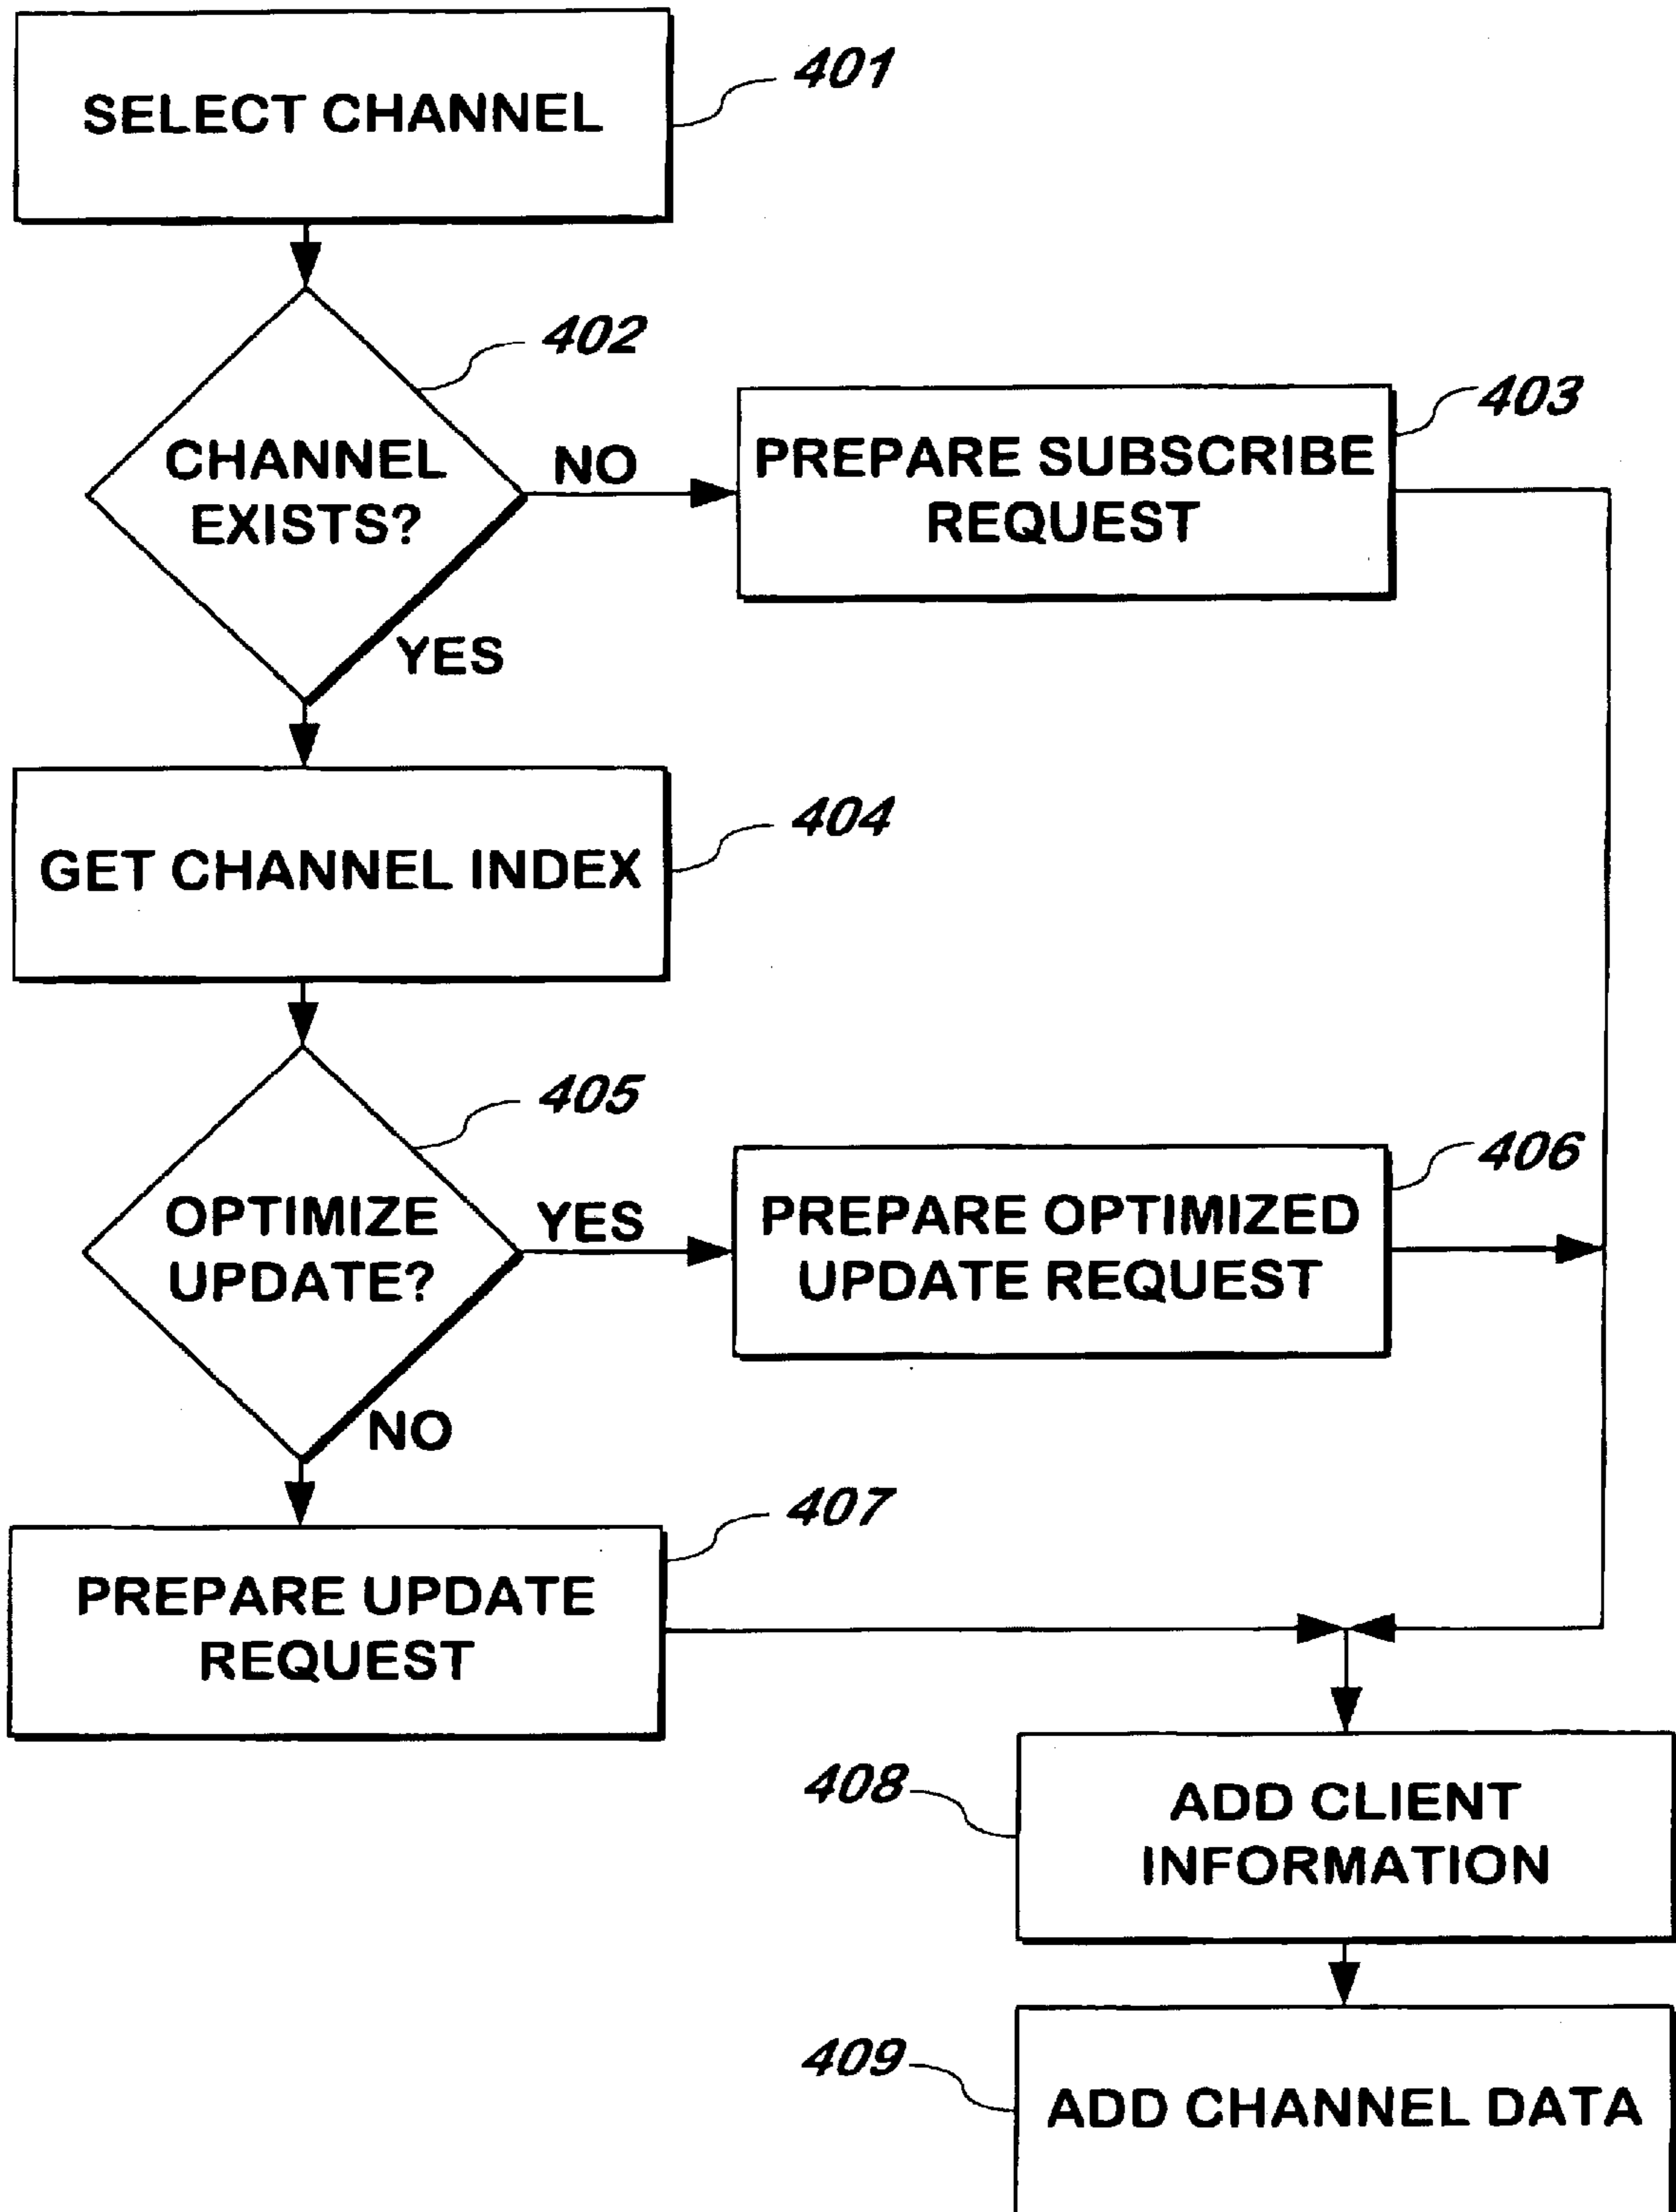 401
SELECT CHANNEL
402
CHANNEL
EXISTS?
NO
YES
403
PREPARE SUBSCRIBE
REQUEST
404
GET CHANNEL INDEX
405
OPTIMIZE
UPDATE?
YES
NO
406
PREPARE OPTIMIZED
UPDATE REQUEST
407
PREPARE UPDATE
REQUEST
408
ADD CLIENT
INFORMATION
409
ADD CHANNEL DATA